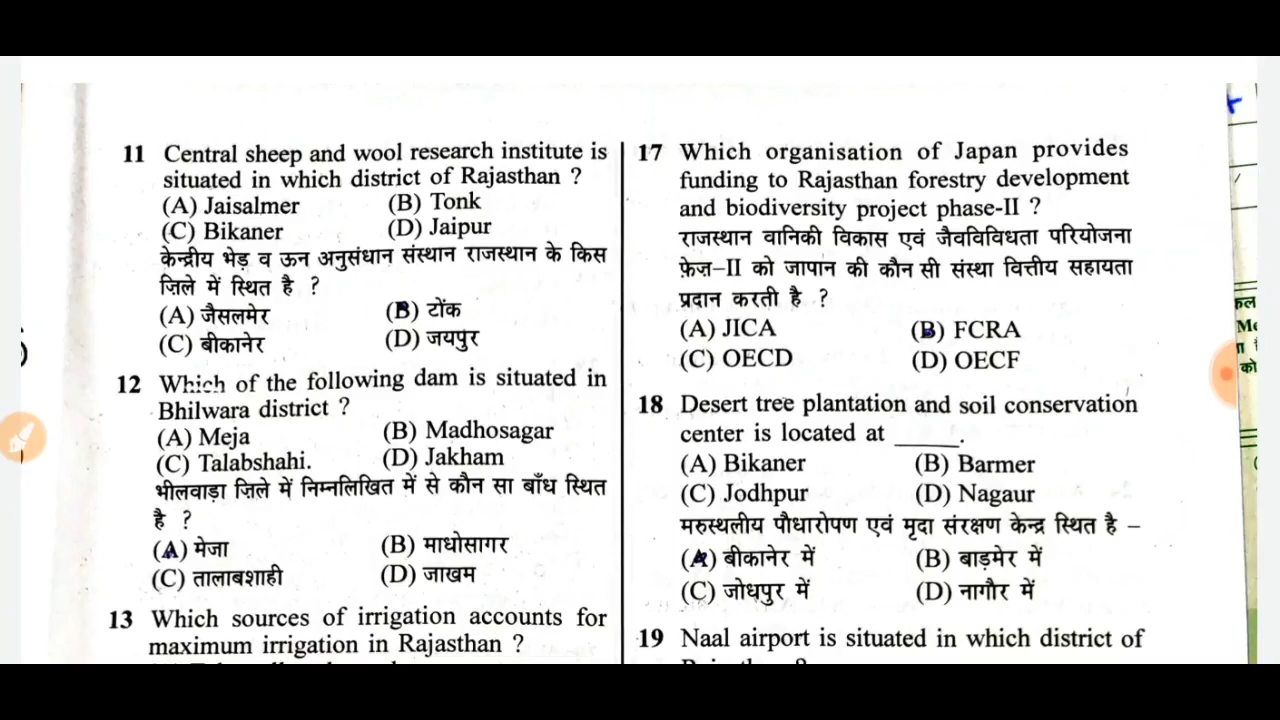 11 Central sheep and wool research institute is
situated in which district of Rajasthan ?
(A) Jaisalmer (B) Tonk
(C) Bikaner (D) Jaipur
केन्द्रीय भेड़ व ऊन अनुसंधान संस्थान राजस्थान के किस
ज़िले में स्थित है ?
(A) जैसलमेर (B) टोंक
(C) बीकानेर (D) जयपुर
12 Which of the following dam is situated in
Bhilwara district ?
(A) Meja (B) Madhosagar
(C) Talabshahi. (D) Jakham
भीलवाड़ा ज़िले में निम्नलिखित में से कौन सा बाँध स्थित
है ?
(A) मेजा (B) माधोसागर
(C) तालाबशाही (D) जाखम
13 Which sources of irrigation accounts for
maximum irrigation in Rajasthan ?
17 Which organisation of Japan provides
funding to Rajasthan forestry development
and biodiversity project phase-II ?
राजस्थान वानिकी विकास एवं जैवविविधता परियोजना
फ़ेज़-II को जापान की कौन सी संस्था वित्तीय सहायता
प्रदान करती है ?
(A) JICA (B) FCRA
(C) OECD (D) OECF
18 Desert tree plantation and soil conservation
center is located at ______.
(A) Bikaner (B) Barmer
(C) Jodhpur (D) Nagaur
मरुस्थलीय पौधारोपण एवं मृदा संरक्षण केन्द्र स्थित है –
(A) बीकानेर में (B) बाड़मेर में
(C) जोधपुर में (D) नागौर में
19 Naal airport is situated in which district of
को